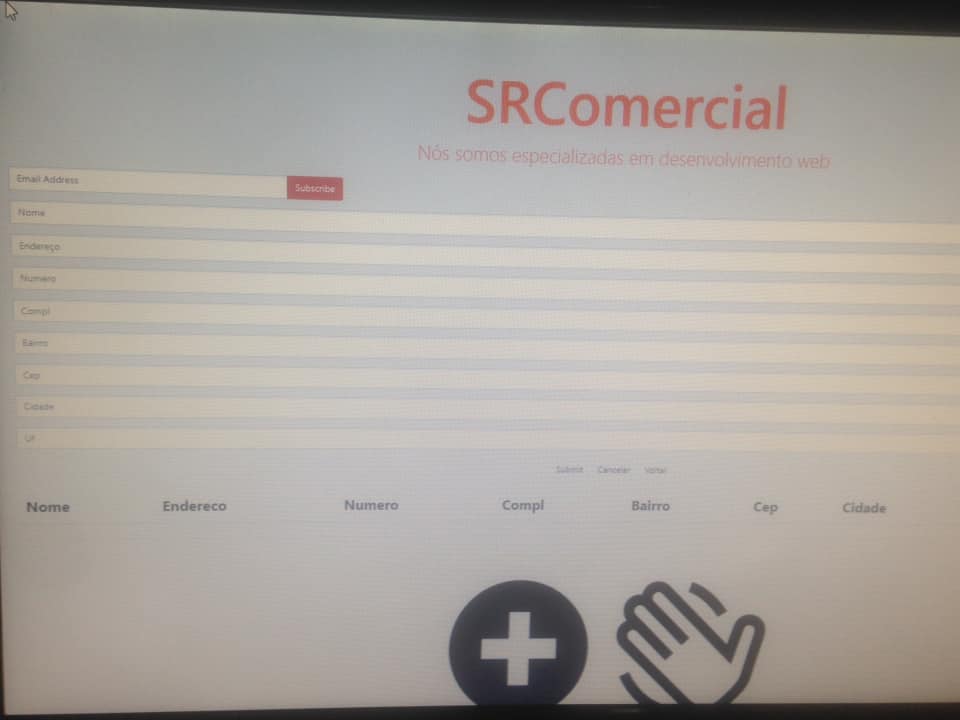 SRComercial
Nós somos especializadas em desenvolvimento web
Email Address Subscribe
Nome
Endereço
Numero
Compl
Bairro
Cep
Cidade
Uf
Submit Cancelar Voltar
Nome Endereco Numero Compl Bairro Cep Cidade